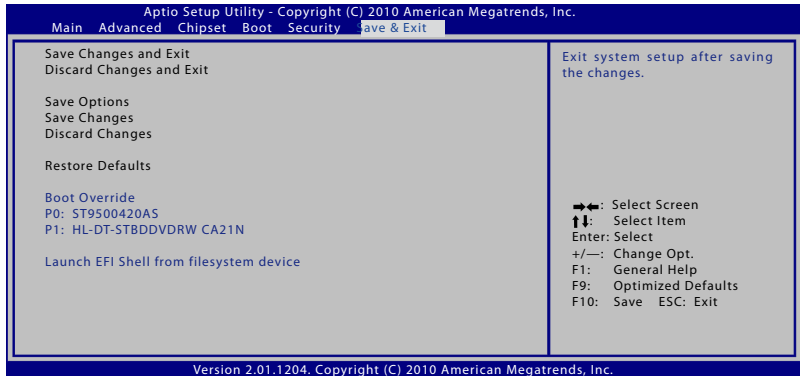 Aptio Setup Utility - Copyright (C) 2010 American Megatrends, Inc.
Main Advanced Chipset Boot Security Save & Exit
Save Changes and Exit
Discard Changes and Exit
Save Options
Save Changes
Discard Changes
Restore Defaults
Boot Override
P0: ST9500420AS
P1: HL-DT-STBDDVDRW CA21N
Launch EFI Shell from filesystem device
Exit system setup after saving
the changes.
→←: Select Screen
↑↓: Select Item
Enter: Select
+/—: Change Opt.
F1: General Help
F9: Optimized Defaults
F10: Save ESC: Exit
Version 2.01.1204. Copyright (C) 2010 American Megatrends, Inc.